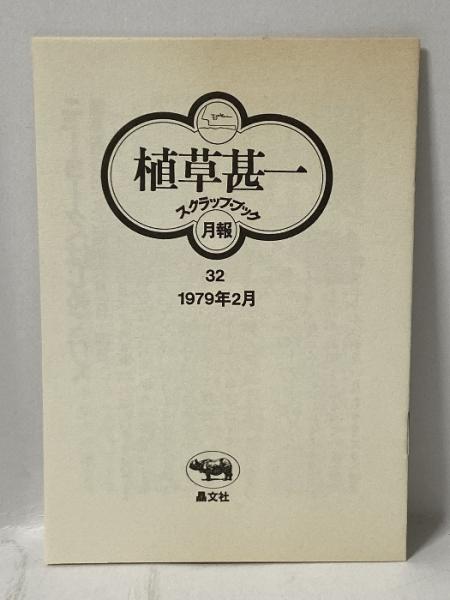 植草甚一
スクラップ・ブック
月報
32
1979年2月
晶文社